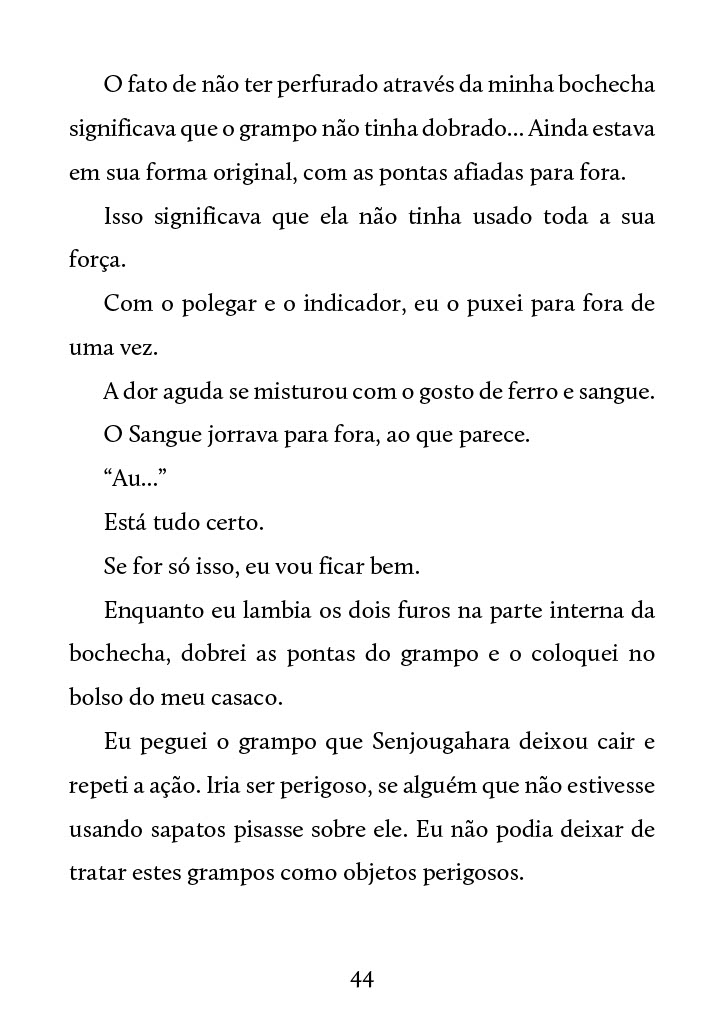 O fato de não ter perfurado através da minha bochecha
significava que o grampo não tinha dobrado... Ainda estava
em sua forma original, com as pontas afiadas para fora.
Isso significava que ela não tinha usado toda a sua
força.
Com o polegar e o indicador, eu o puxei para fora de
uma vez.
A dor aguda se misturou com o gosto de ferro e sangue.
O Sangue jorrava para fora, ao que parece.
“Au...”
Está tudo certo.
Se for só isso, eu vou ficar bem.
Enquanto eu lambia os dois furos na parte interna da
bochecha, dobrei as pontas do grampo e o coloquei no
bolso do meu casaco.
Eu peguei o grampo que Senjougahara deixou cair e
repeti a ação. Iria ser perigoso, se alguém que não estivesse
usando sapatos pisasse sobre ele. Eu não podia deixar de
tratar estes grampos como objetos perigosos.
44